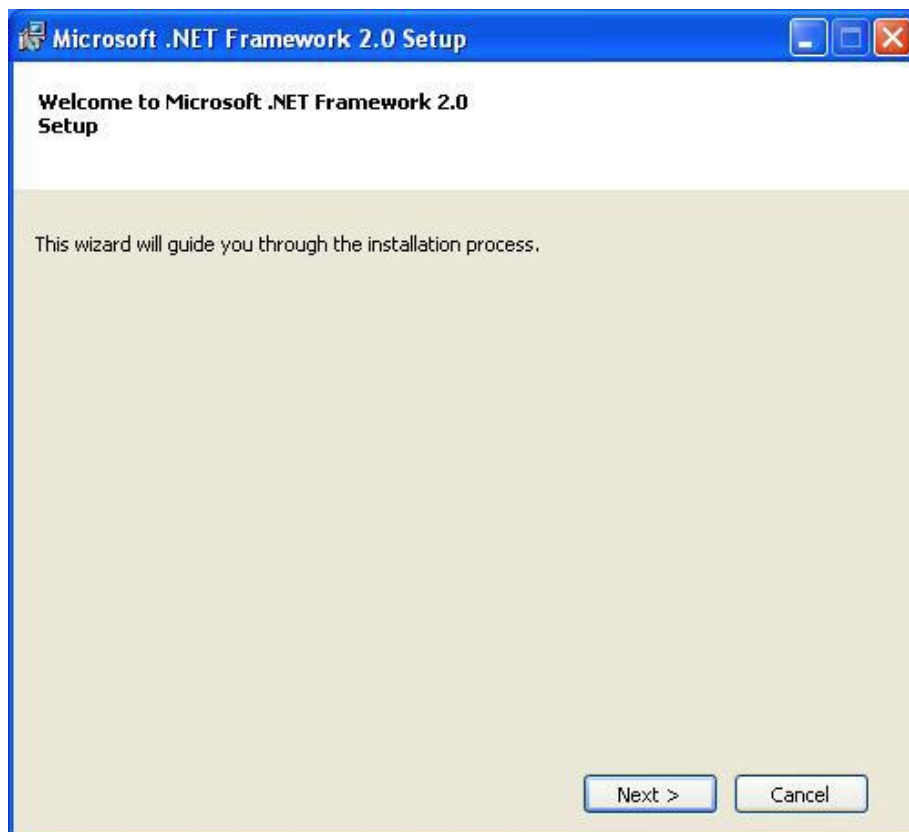 Microsoft .NET Framework 2.0 Setup
Welcome to Microsoft .NET Framework 2.0
Setup
This wizard will guide you through the installation process.
Next >
Cancel